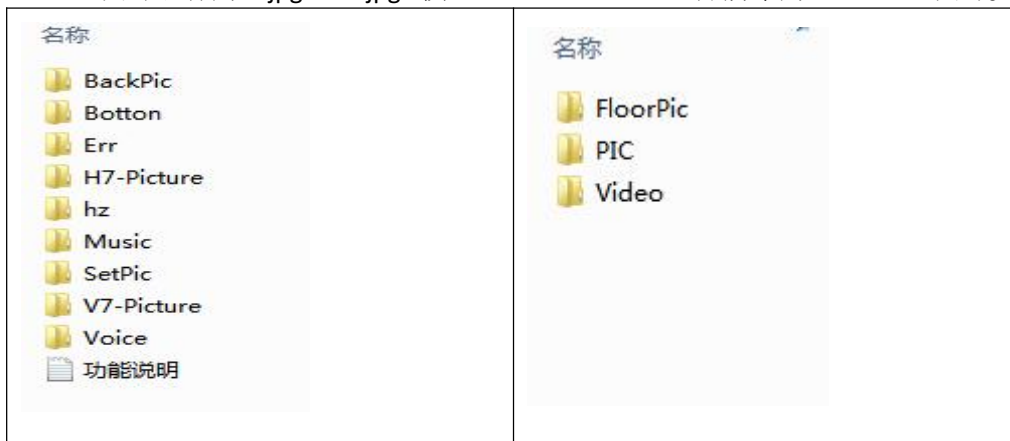 名称
BackPic
Botton
Err
H7-Picture
hz
Music
SetPic
V7-Picture
Voice
功能说明
名称
FloorPic
PIC
Video